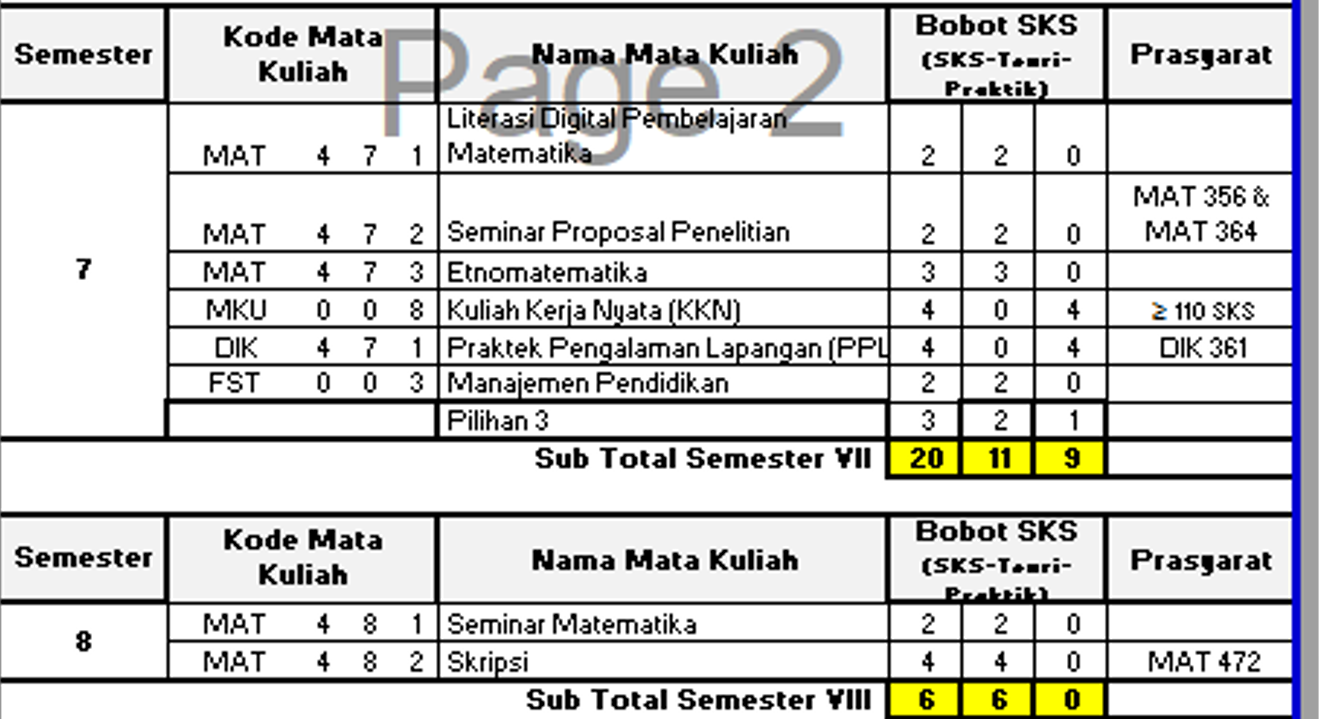 Semester Kode Mata Kuliah Nama Mata Kuliah Bobot SKS (SKS-Teori-Praktik) Prasyarat
Page 2
7
MAT 4 7 1 Literasi Digital Pembelajaran Matematika 2 2 0
MAT 4 7 2 Seminar Proposal Penelitian 2 2 0 MAT 356 & MAT 364
MAT 4 7 3 Etnomatematika 3 3 0
MKU 0 0 8 Kuliah Kerja Nyata (KKN) 4 0 4 ≥ 110 SKS
DIK 4 7 1 Praktek Pengalaman Lapangan (PPL 4 0 4 DIK 361
FST 0 0 3 Manajemen Pendidikan 2 2 0
Pilihan 3 3 2 1
Sub Total Semester VII 20 11 9
Semester Kode Mata Kuliah Nama Mata Kuliah Bobot SKS (SKS-Teori-Praktik) Prasyarat
8
MAT 4 8 1 Seminar Matematika 2 2 0
MAT 4 8 2 Skripsi 4 4 0 MAT 472
Sub Total Semester VIII 6 6 0